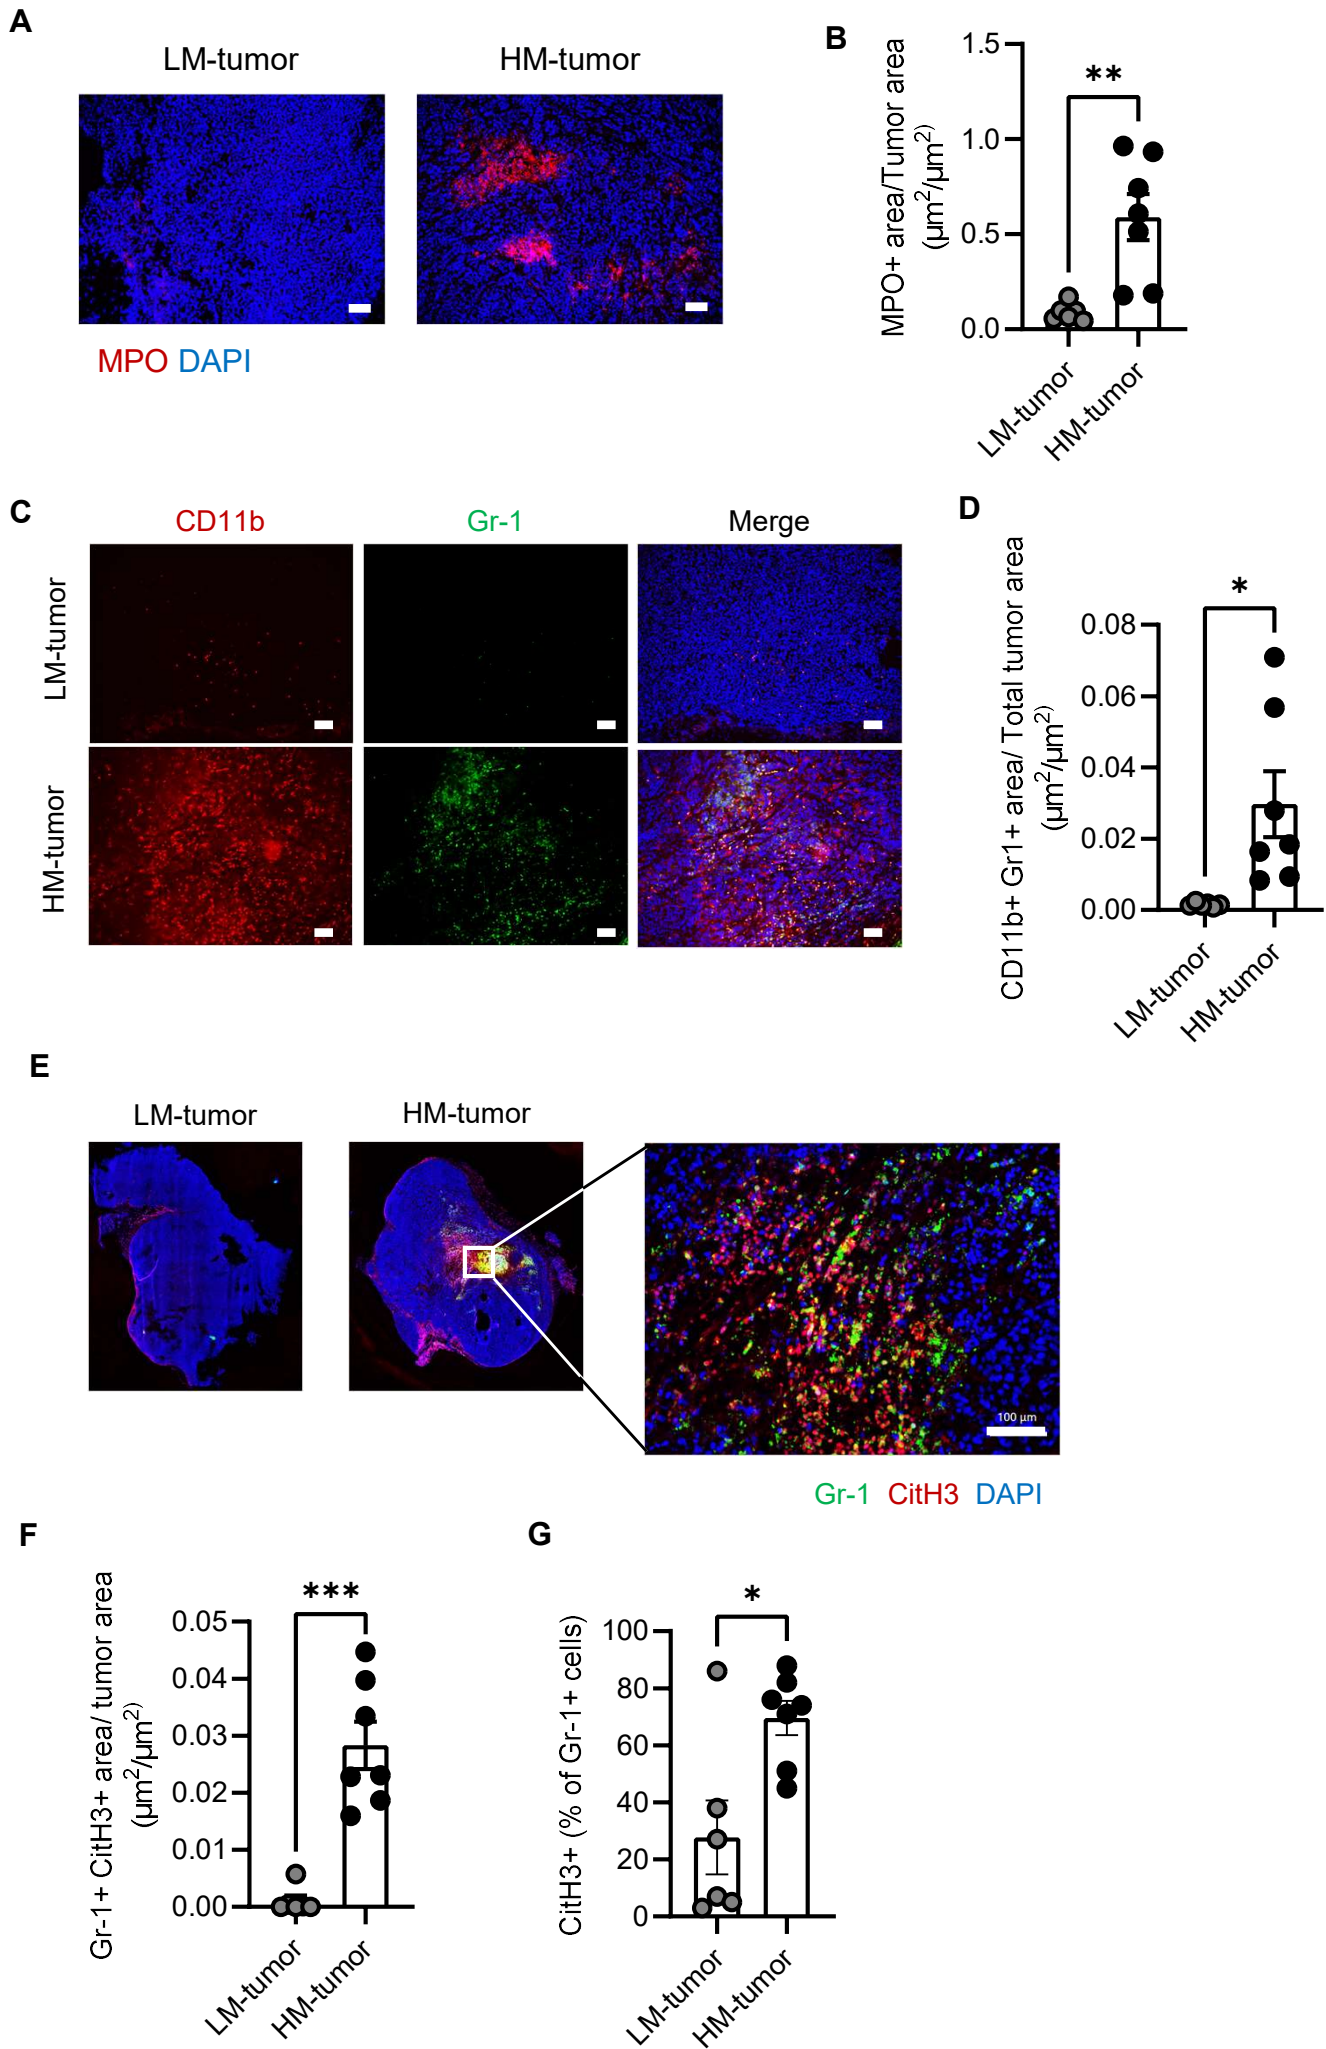 A
LM-tumor
HM-tumor
MPO DAPI
B
MPO+ area/Tumor area
(µm²/µm²)
**
1.5
1.0
0.5
0.0
LM-tumor
HM-tumor
C
CD11b
Gr-1
Merge
LM-tumor
HM-tumor
D
CD11b+ Gr1+ area/ Total tumor area
(µm²/µm²)
*
0.08
0.06
0.04
0.02
0.00
LM-tumor
HM-tumor
E
LM-tumor
HM-tumor
100 µm
Gr-1 CitH3 DAPI
F
Gr-1+ CitH3+ area/ tumor area
(µm²/µm²)
***
0.05
0.04
0.03
0.02
0.01
0.00
LM-tumor
HM-tumor
G
CitH3+ (% of Gr-1+ cells)
*
100
80
60
40
20
0
LM-tumor
HM-tumor